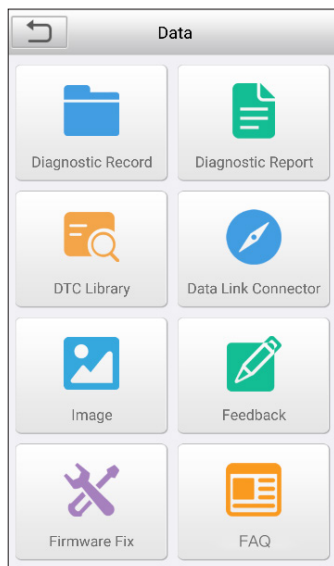 Data
Diagnostic Record
Diagnostic Report
DTC Library
Data Link Connector
Image
Feedback
Firmware Fix
FAQ